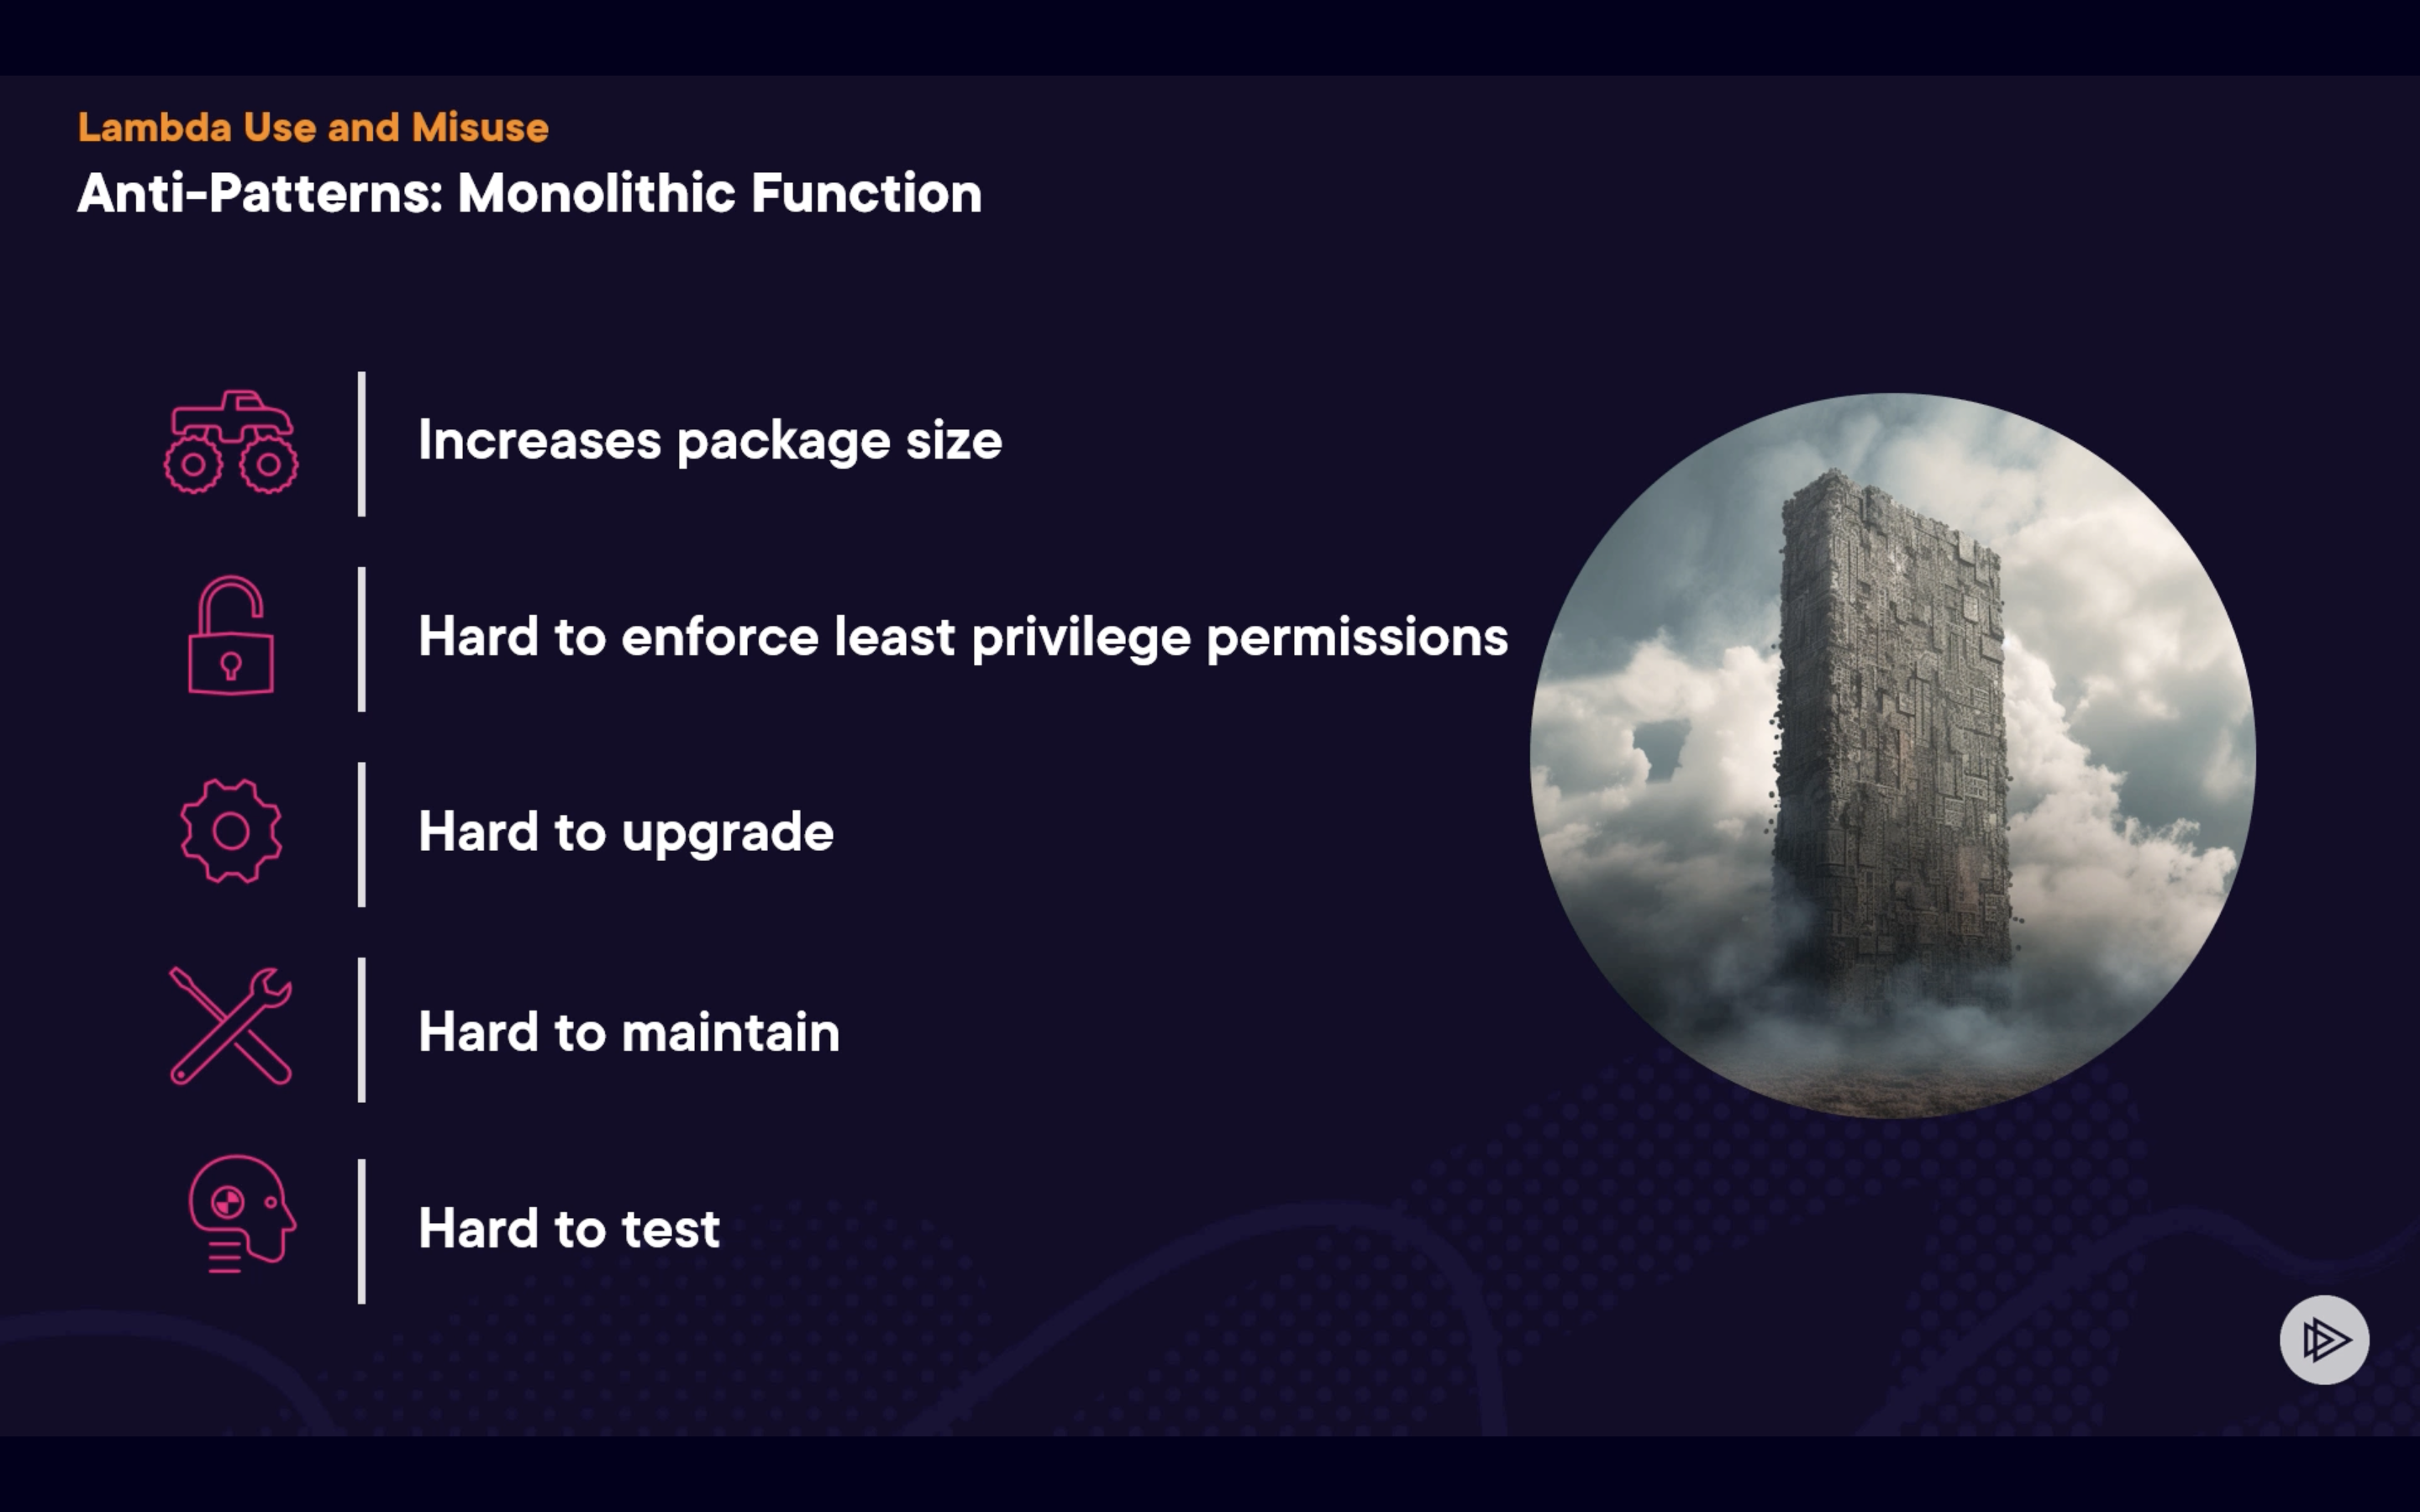 Lambda Use and Misuse
Anti-Patterns: Monolithic Function
Increases package size
Hard to enforce least privilege permissions
Hard to upgrade
Hard to maintain
Hard to test